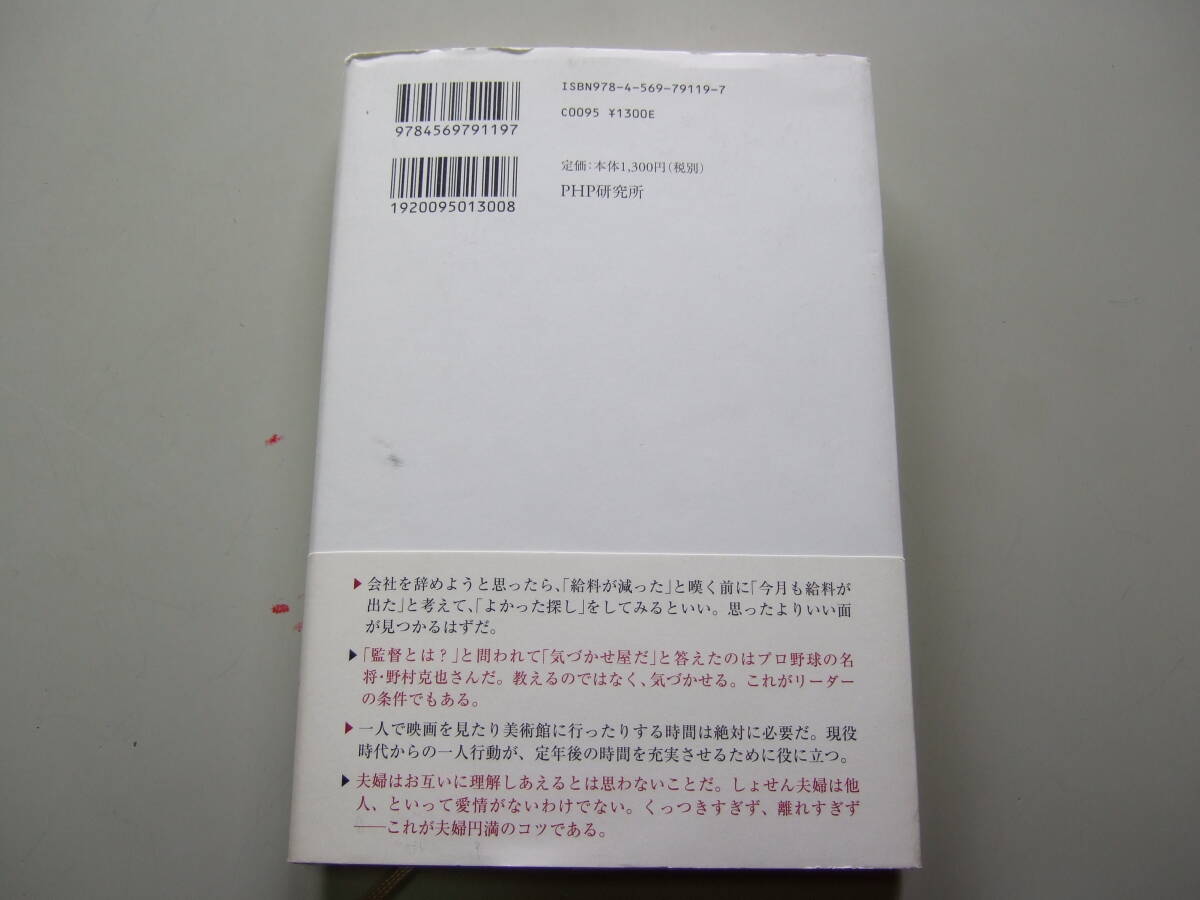 9784569791197
ISBN978-4-569-79119-7
C0095 ¥1300E
1920095013008
定価：本体1,300円（税別）
PHP研究所
▶会社を辞めようと思ったら、「給料が減った」と嘆く前に「今月も給料が
出た」と考えて、「よかった探し」をしてみるといい。思ったよりいい面
が見つかるはずだ。
▶「監督とは？」と問われて「気づかせ屋だ」と答えたのはプロ野球の名
将・野村克也さんだ。教えるのではなく、気づかせる。これがリーダー
の条件でもある。
▶一人で映画を見たり美術館に行ったりする時間は絶対に必要だ。現役
時代からの一人行動が、定年後の時間を充実させるために役に立つ。
▶夫婦はお互いに理解しあえるとは思わないことだ。しょせん夫婦は他
人、といって愛情がないわけでない。くっつきすぎず、離れすぎず
――これが夫婦円満のコツである。